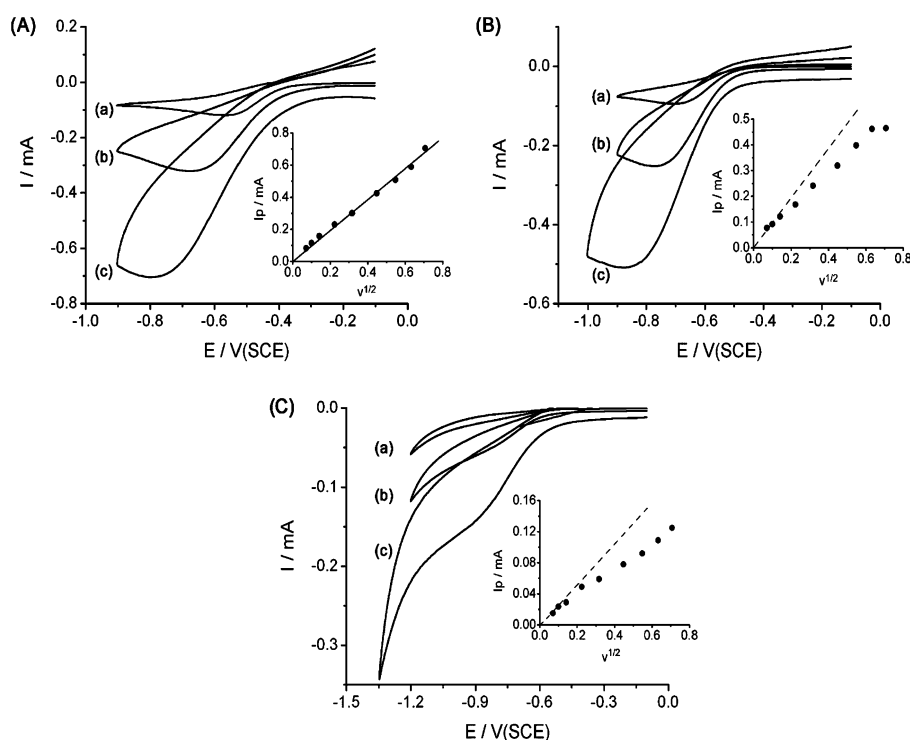 (A)
0.2
0.0
-0.2
-0.4
-0.6
-0.8
I / mA
(a)
(b)
(c)
-1.0
-0.8
-0.6
-0.4
-0.2
0.0
E / V(SCE)
Ip / mA
0.8
0.6
0.4
0.2
0.0
0.0
0.2
0.4
0.6
0.8
v1/2
(B)
0.0
-0.2
-0.4
-0.6
I / mA
(a)
(b)
(c)
-1.0
-0.8
-0.6
-0.4
-0.2
0.0
E / V(SCE)
Ip / mA
0.5
0.4
0.3
0.2
0.1
0.0
0.0
0.2
0.4
0.6
0.8
v1/2
(C)
0.0
-0.1
-0.2
-0.3
I / mA
(a)
(b)
(c)
-1.5
-1.2
-0.9
-0.6
-0.3
0.0
E / V(SCE)
Ip / mA
0.16
0.12
0.08
0.04
0.00
0.0
0.2
0.4
0.6
0.8
v1/2